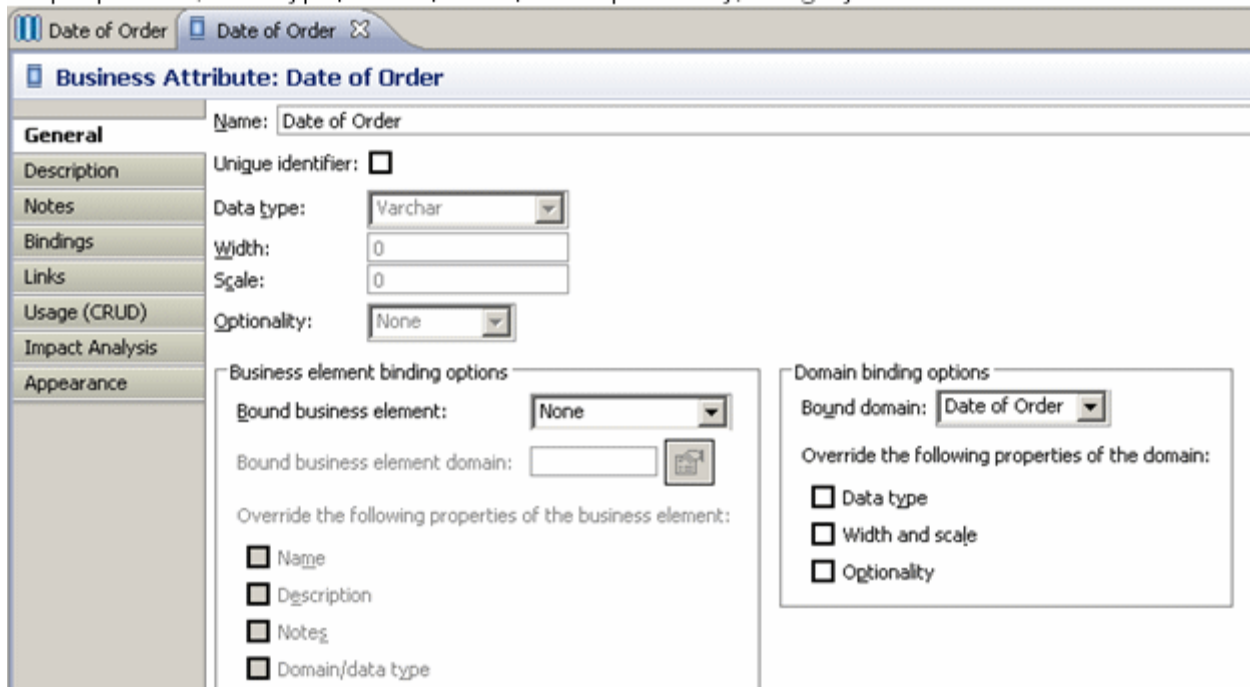 Date of Order Date of Order
Business Attribute: Date of Order
General
Description
Notes
Bindings
Links
Usage (CRUD)
Impact Analysis
Appearance
Name: Date of Order
Unique identifier:
Data type: Varchar
Width: 0
Scale: 0
Optionality: None
Business element binding options
Bound business element: None
Bound business element domain:
Override the following properties of the business element:
Name
Description
Notes
Domain/data type
Domain binding options
Bound domain: Date of Order
Override the following properties of the domain:
Data type
Width and scale
Optionality